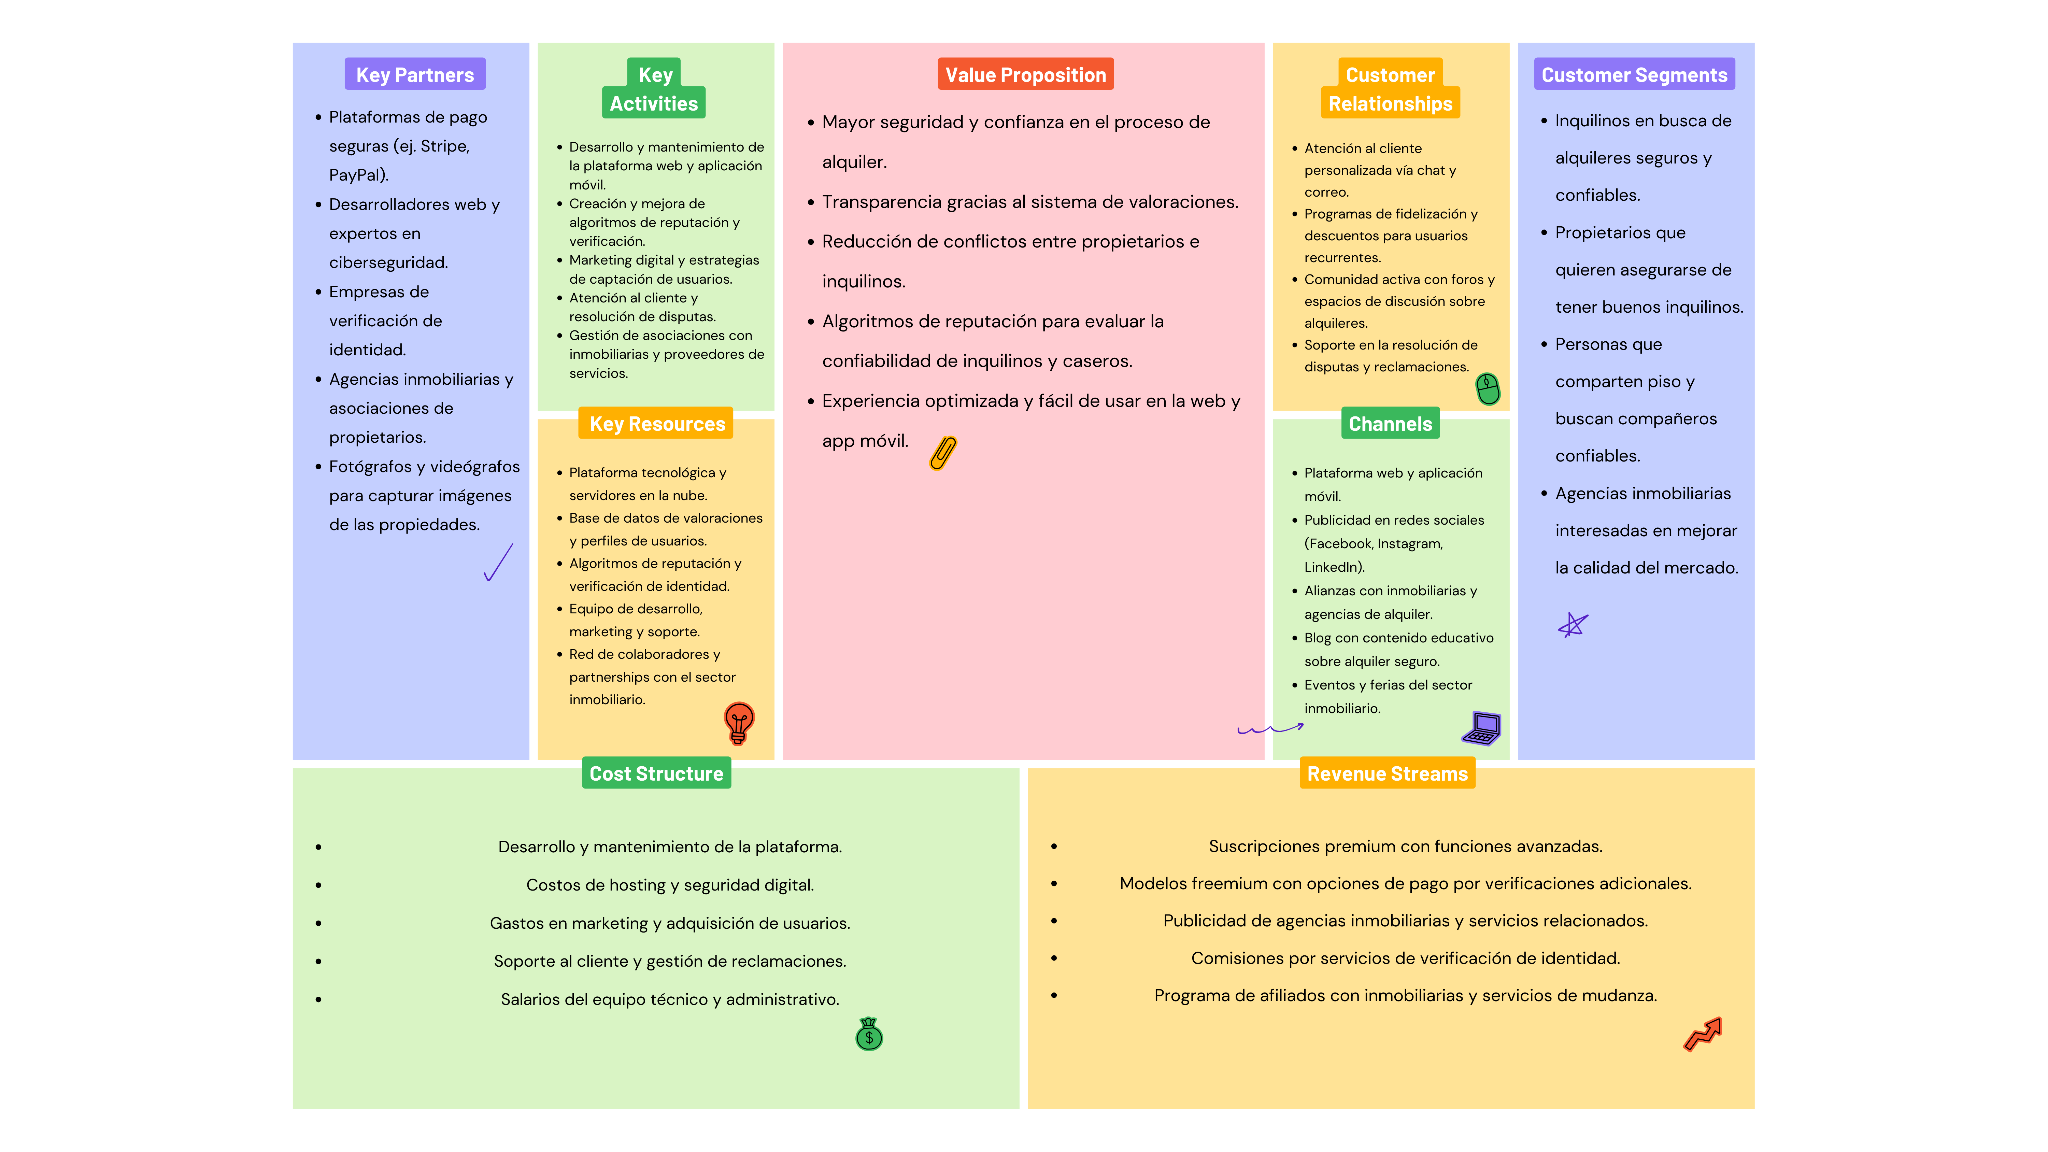 Key Partners
Plataformas de pago
seguras (ej. Stripe,
PayPal).
Desarrolladores web y
expertos en
ciberseguridad.
Empresas de
verificación de
identidad.
Agencias inmobiliarias y
asociaciones de
propietarios.
Fotógrafos y videógrafos
para capturar imágenes
de las propiedades.
Key
Activities
Desarrollo y mantenimiento de
la plataforma web y aplicación
móvil.
Creación y mejora de
algoritmos de reputación y
verificación.
Marketing digital y estrategias
de captación de usuarios.
Atención al cliente y
resolución de disputas.
Gestión de asociaciones con
inmobiliarias y proveedores de
servicios.
Key Resources
Plataforma tecnológica y
servidores en la nube.
Base de datos de valoraciones
y perfiles de usuarios.
Algoritmos de reputación y
verificación de identidad.
Equipo de desarrollo,
marketing y soporte.
Red de colaboradores y
partnerships con el sector
inmobiliario.
Value Proposition
Mayor seguridad y confianza en el proceso de
alquiler.
Transparencia gracias al sistema de valoraciones.
Reducción de conflictos entre propietarios e
inquilinos.
Algoritmos de reputación para evaluar la
confiabilidad de inquilinos y caseros.
Experiencia optimizada y fácil de usar en la web y
app móvil.
Customer
Relationships
Atención al cliente
personalizada vía chat y
correo.
Programas de fidelización y
descuentos para usuarios
recurrentes.
Comunidad activa con foros y
espacios de discusión sobre
alquileres.
Soporte en la resolución de
disputas y reclamaciones.
Channels
Plataforma web y aplicación
móvil.
Publicidad en redes sociales
(Facebook, Instagram,
LinkedIn).
Alianzas con inmobiliarias y
agencias de alquiler.
Blog con contenido educativo
sobre alquiler seguro.
Eventos y ferias del sector
inmobiliario.
Customer Segments
Inquilinos en busca de
alquileres seguros y
confiables.
Propietarios que
quieren asegurarse de
tener buenos inquilinos.
Personas que
comparten piso y
buscan compañeros
confiables.
Agencias inmobiliarias
interesadas en mejorar
la calidad del mercado.
Cost Structure
Desarrollo y mantenimiento de la plataforma.
Costos de hosting y seguridad digital.
Gastos en marketing y adquisición de usuarios.
Soporte al cliente y gestión de reclamaciones.
Salarios del equipo técnico y administrativo.
$
Revenue Streams
Suscripciones premium con funciones avanzadas.
Modelos freemium con opciones de pago por verificaciones adicionales.
Publicidad de agencias inmobiliarias y servicios relacionados.
Comisiones por servicios de verificación de identidad.
Programa de afiliados con inmobiliarias y servicios de mudanza.